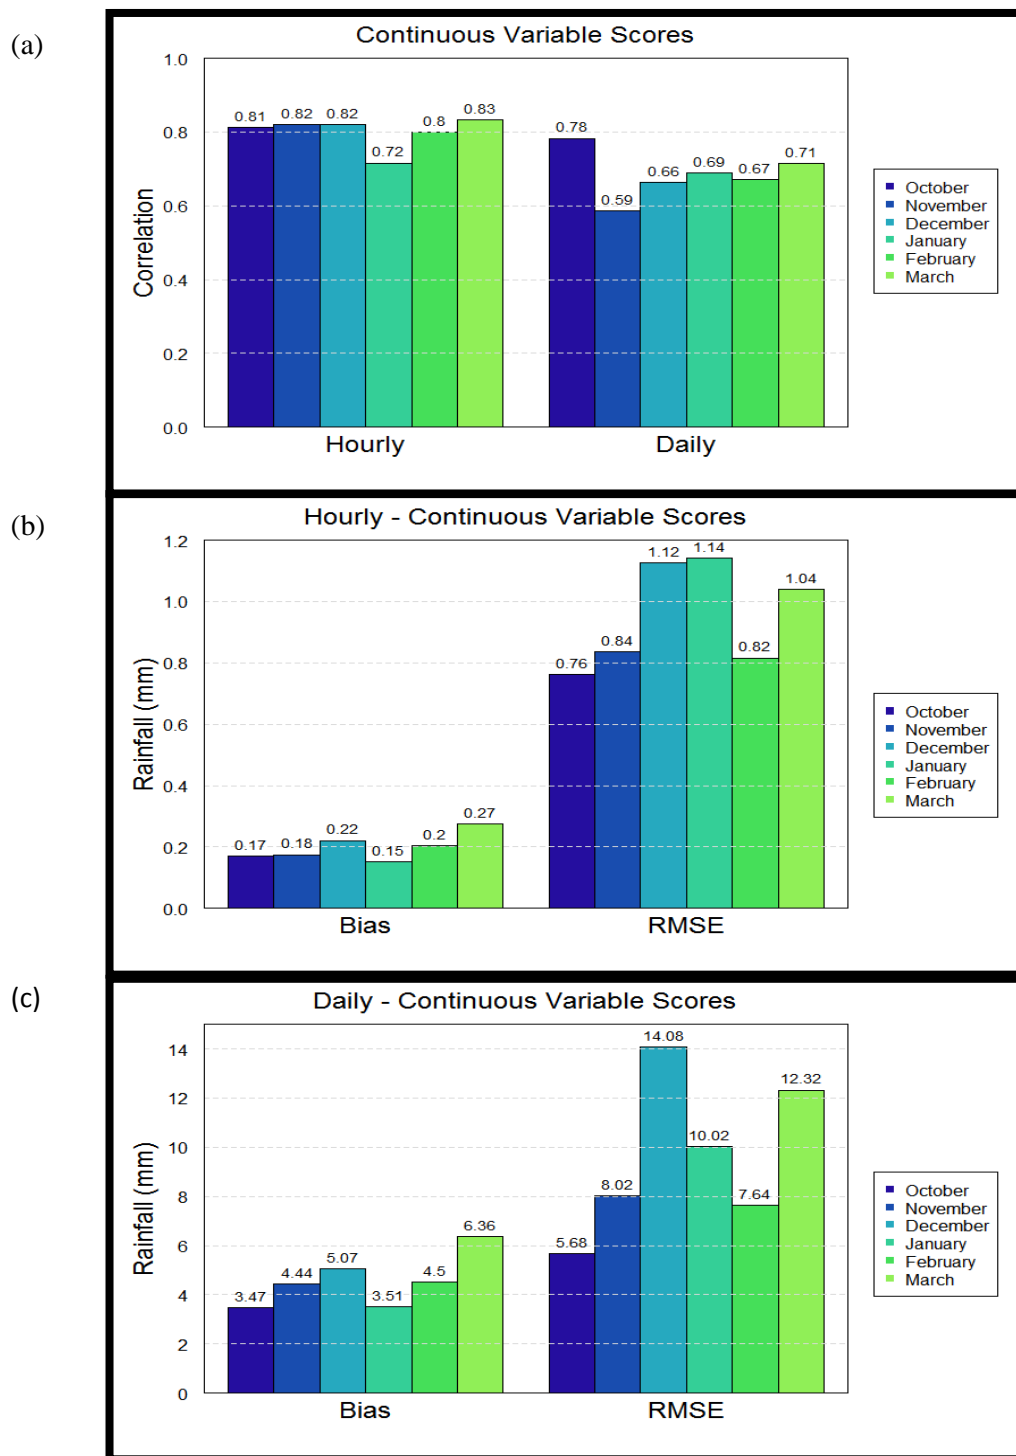 (a)
Continuous Variable Scores
Correlation
1.0
0.8
0.6
0.4
0.2
0.0
0.81
0.82
0.82
0.72
0.8
0.83
0.78
0.59
0.66
0.69
0.67
0.71
Hourly
Daily
October
November
December
January
February
March
(b)
Hourly - Continuous Variable Scores
Rainfall (mm)
1.2
1.0
0.8
0.6
0.4
0.2
0.0
0.17
0.18
0.22
0.15
0.2
0.27
0.76
0.84
1.12
1.14
0.82
1.04
Bias
RMSE
October
November
December
January
February
March
(c)
Daily - Continuous Variable Scores
Rainfall (mm)
14
12
10
8
6
4
2
0
3.47
4.44
5.07
3.51
4.5
6.36
5.68
8.02
14.08
10.02
7.64
12.32
Bias
RMSE
October
November
December
January
February
March